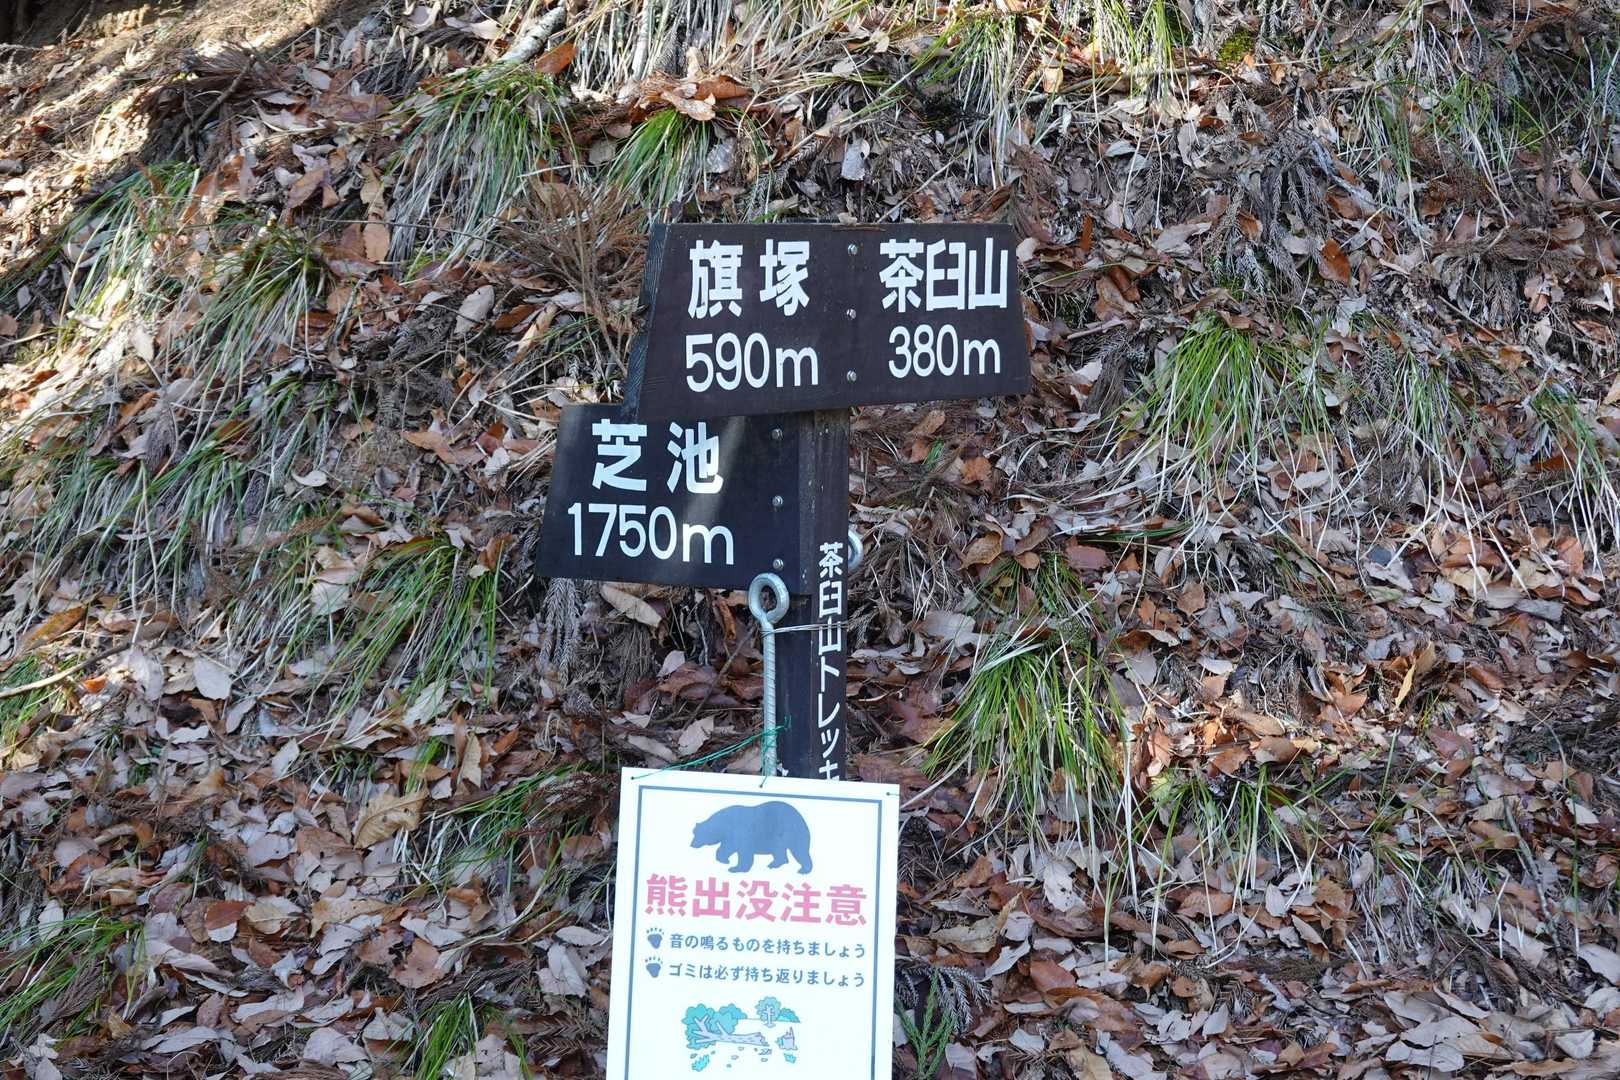 旗塚
590m
茶臼山
380m
芝池
1750m
茶臼山トレッキ
熊出没注意
音の鳴るものを持ちましょう
ゴミは必ず持ち返りましょう